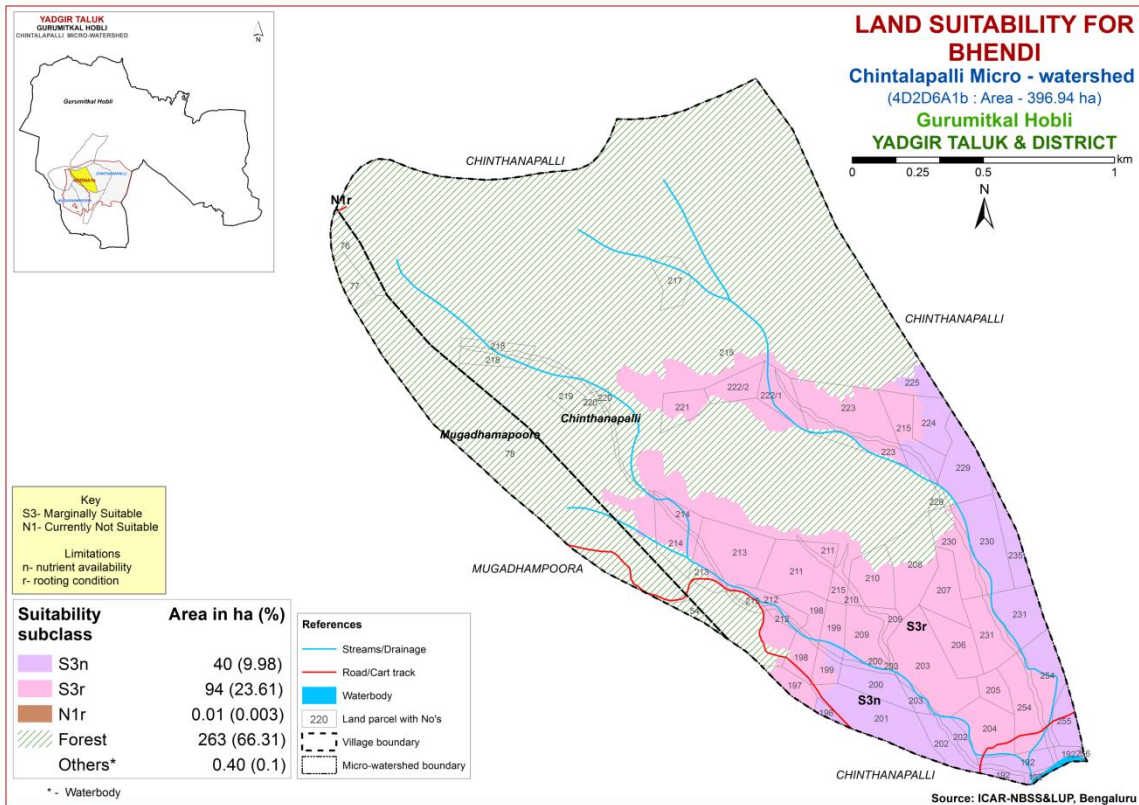 YADGIR TALUK
GURUMITKAL HOBLI
CHINTALAPALLI MICRO-WATERSHED
N
Gurumitkal Hobli
CHINTHANAPALLI
LAND SUITABILITY FOR
BHENDI
Chintalapalli Micro - watershed
(4D2D6A1b : Area - 396.94 ha)
Gurumitkal Hobli
YADGIR TALUK & DISTRICT
km
0 0.25 0.5 1
N
CHINTHANAPALLI
N1r
76
77
217
CHINTHANAPALLI
218
218
215
225
219
220
220
222/2
222/1
221
223
215
224
223
Chinthanapalli
Mugadhamapoora
78
229
229
214
214
213
211
230
230
235
208
210
211
207
MUGADHAMPOORA
213
215
210
212
212
198
199
209
209
S3r
206
231
231
54
198
199
200
203
203
197
200
205
254
254
S3n
203
196
201
204
255
202
202
192
192
192
CHINTHANAPALLI
Key
S3- Marginally Suitable
N1- Currently Not Suitable
Limitations
n- nutrient availability
r- rooting condition
Suitability subclass Area in ha (%)
S3n 40 (9.98)
S3r 94 (23.61)
N1r 0.01 (0.003)
Forest 263 (66.31)
Others* 0.40 (0.1)
* - Waterbody
References
Streams/Drainage
Road/Cart track
Waterbody
220 Land parcel with No's
Village boundary
Micro-watershed boundary
Source: ICAR-NBSS&LUP, Bengaluru